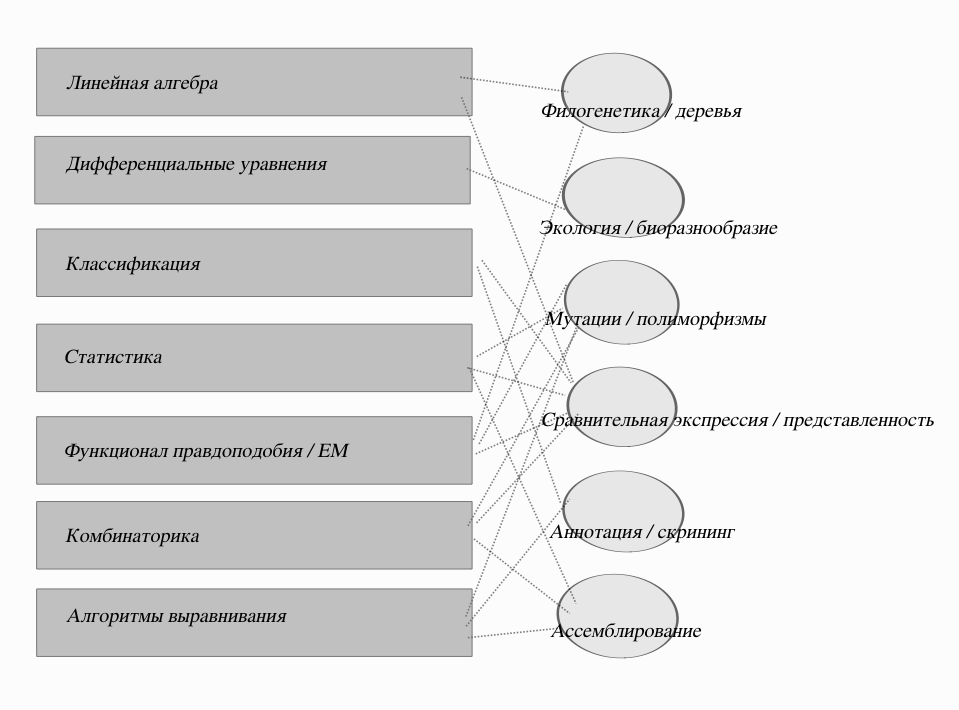 Линейная алгебра
Филогенетика / деревья
Дифференциальные уравнения
Экология / биоразнообразие
Классификация
Мутации / полиморфизмы
Статистика
Сравнительная экспрессия / представленность
Функционал правдоподобия / ЕМ
Комбинаторика
Аннотация / скрининг
Алгоритмы выравнивания
Ассемблирование